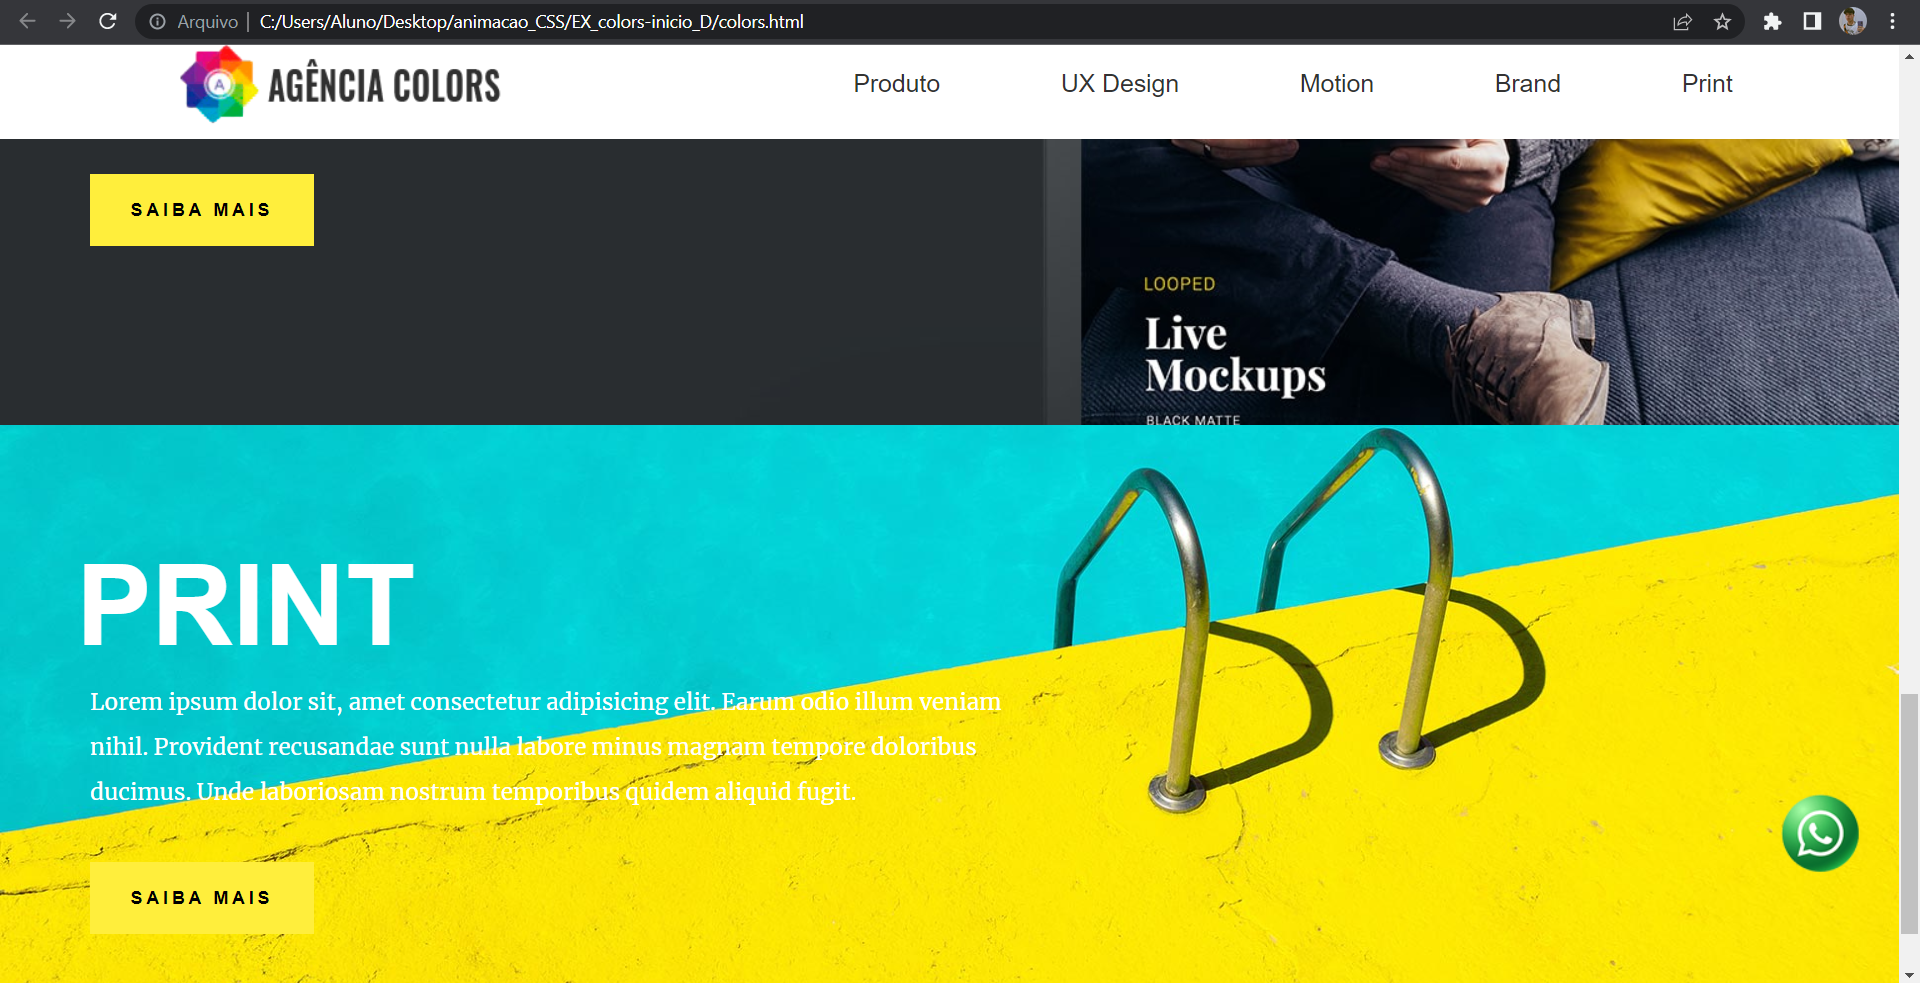 Arquivo | C:/Users/Aluno/Desktop/animacao_CSS/EX_colors-inicio_D/colors.html
A AGÊNCIA COLORS Produto UX Design Motion Brand Print
SAIBA MAIS
LOOPED
Live
Mockups
BLACK MATTE
PRINT
Lorem ipsum dolor sit, amet consectetur adipisicing elit. Earum odio illum veniam
nihil. Provident recusandae sunt nulla labore minus magnam tempore doloribus
ducimus. Unde laboriosam nostrum temporibus quidem aliquid fugit.
SAIBA MAIS